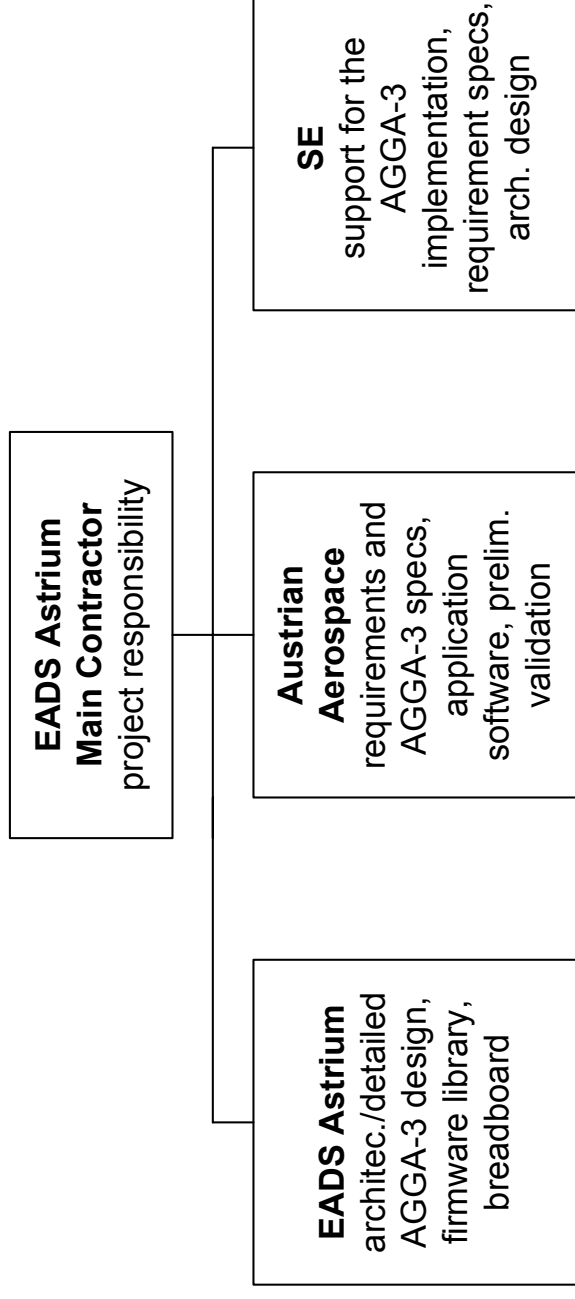 EADS Astrium
Main Contractor
project responsibility
EADS Astrium
architec./detailed
AGGA-3 design,
firmware library,
breadboard
Austrian
Aerospace
requirements and
AGGA-3 specs,
application
software, prelim.
validation
SE
support for the
AGGA-3
implementation,
requirement specs,
arch. design